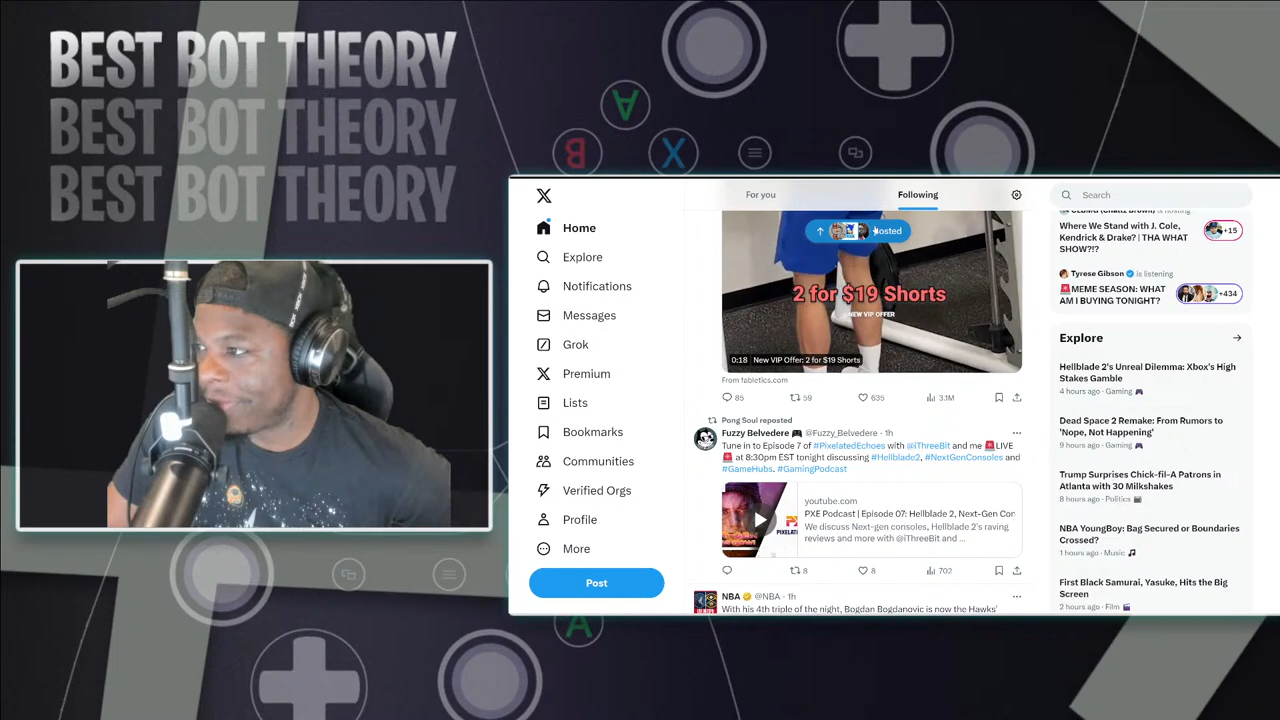 BEST BOT THEORY
BEST BOT THEORY
BEST BOT THEORY
A
B
X
A
XBOX
BOX
Home
Explore
Notifications
Messages
Grok
Premium
Lists
Bookmarks
Communities
Verified Orgs
Profile
More
Post
For you
Following
2 for $19 Shorts
NEW VIP OFFER
0:18 New VIP Offer: 2 for $19 Shorts
From fabletics.com
85 59 635 3.1M
Pong Soul reposted
Fuzzy Belvedere @Fuzzy_Belvedere · 1h
Tune in to Episode 7 of #PixelatedEchoes with @iThreeBit and me LIVE
at 8:30pm EST tonight discussing #Hellblade2, #NextGenConsoles and
#GameHubs. #GamingPodcast
youtube.com
PXE Podcast | Episode 07: Hellblade 2, Next-Gen Con
We discuss Next-gen consoles, Hellblade 2's raving
reviews and more with @iThreeBit and ...
8 8 702
NBA @NBA · 1h
With his 4th triple of the night, Bogdan Bogdanovic is now the Hawks'
Search
is hosting
Where We Stand with J. Cole,
Kendrick & Drake? | THA WHAT
SHOW?!?
+15
Tyrese Gibson is listening
MEME SEASON: WHAT
AM I BUYING TONIGHT?
+434
Explore
Hellblade 2's Unreal Dilemma: Xbox's High
Stakes Gamble
4 hours ago · Gaming
Dead Space 2 Remake: From Rumors to
'Nope, Not Happening'
9 hours ago · Gaming
Trump Surprises Chick-fil-A Patrons in
Atlanta with 30 Milkshakes
8 hours ago · Politics
NBA YoungBoy: Bag Secured or Boundaries
Crossed?
1 hours ago · Music
First Black Samurai, Yasuke, Hits the Big
Screen
2 hours ago · Film